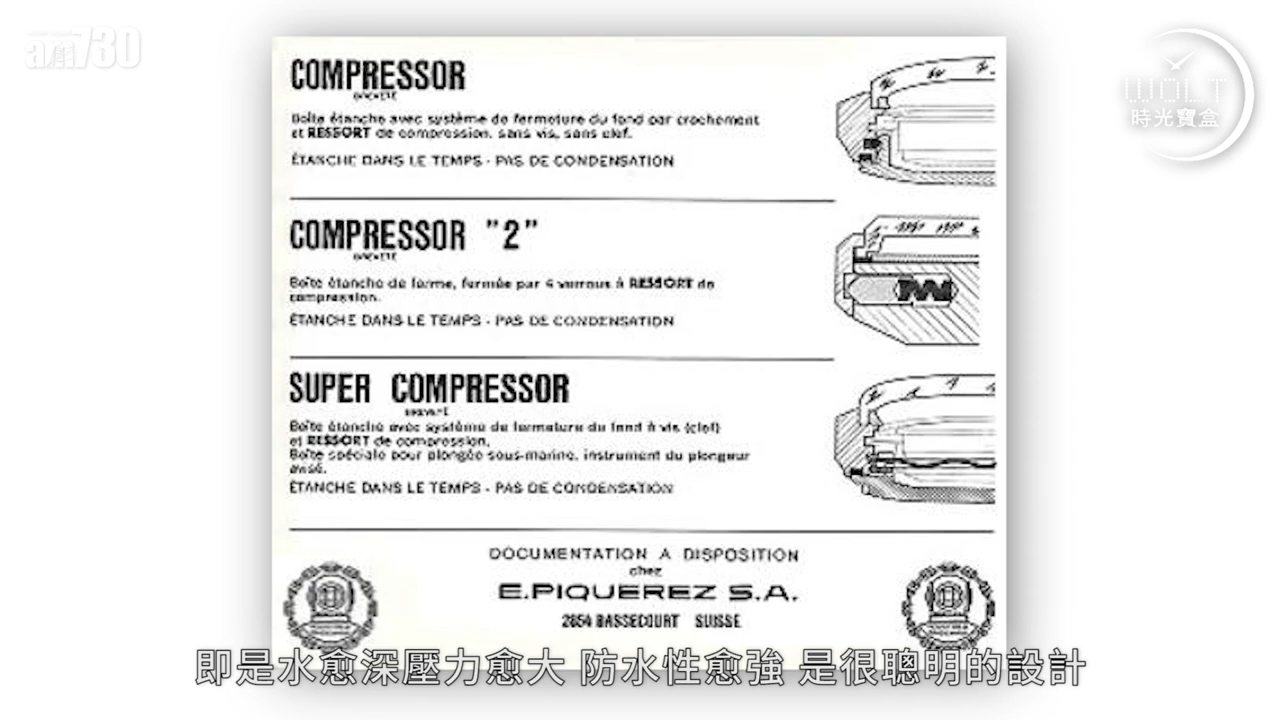 am730
WOLT
時光寶盒
COMPRESSOR
BREVETÉ
Boîte étanche avec système de fermeture du fond par crochement
et RESSORT de compression, sans vis, sans clef.
ÉTANCHE DANS LE TEMPS - PAS DE CONDENSATION
COMPRESSOR "2"
BREVETÉ
Boîte étanche de forme, fermée par 4 verrous à RESSORT de
compression.
ÉTANCHE DANS LE TEMPS - PAS DE CONDENSATION
SUPER COMPRESSOR
BREVETÉ
Boîte étanche avec système de fermeture du fond à vis (clef)
et RESSORT de compression.
Boîte spéciale pour plongée sous-marine, instrument du plongeur
avisé.
ÉTANCHE DANS LE TEMPS - PAS DE CONDENSATION
DOCUMENTATION A DISPOSITION
chez
E.PIQUEREZ S.A.
2854 BASSECOURT SUISSE
即是水愈深壓力愈大 防水性愈強 是很聰明的設計